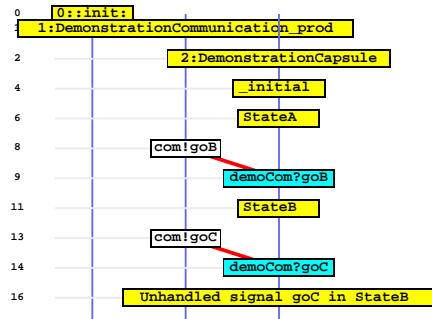 0 0::init:
1 1:DemonstrationCommunication_prod
2 2:DemonstrationCapsule
4 _initial
6 StateA
8 com!goB
9 demoCom?goB
11 StateB
13 com!goC
14 demoCom?goC
16 Unhandled signal goC in StateB